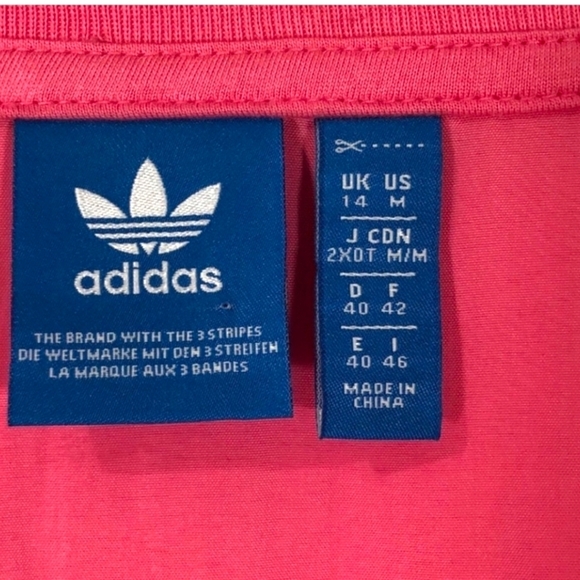 adidas
THE BRAND WITH THE 3 STRIPES
DIE WELTMARKE MIT DEN 3 STREIFEN
LA MARQUE AUX 3 BANDES
UK US
14 M
J CDN
2XOT M/M
D F
40 42
E I
40 46
MADE IN
CHINA